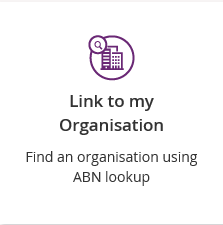 Link to my
Organisation
Find an organisation using
ABN lookup